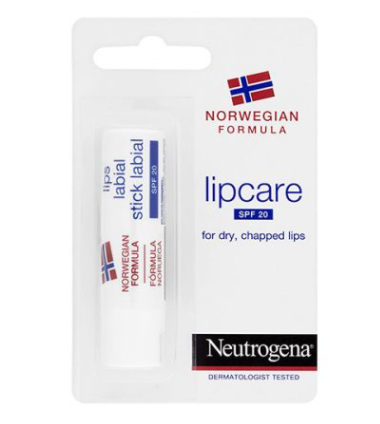 NORWEGIAN
FORMULA
lipcare
SPF 20
for dry, chapped lips
Neutrogena®
DERMATOLOGIST TESTED
lips
labial
stick labial
SPF 20
NORWEGIAN
FORMULA
FÓRMULA
NORUEGA